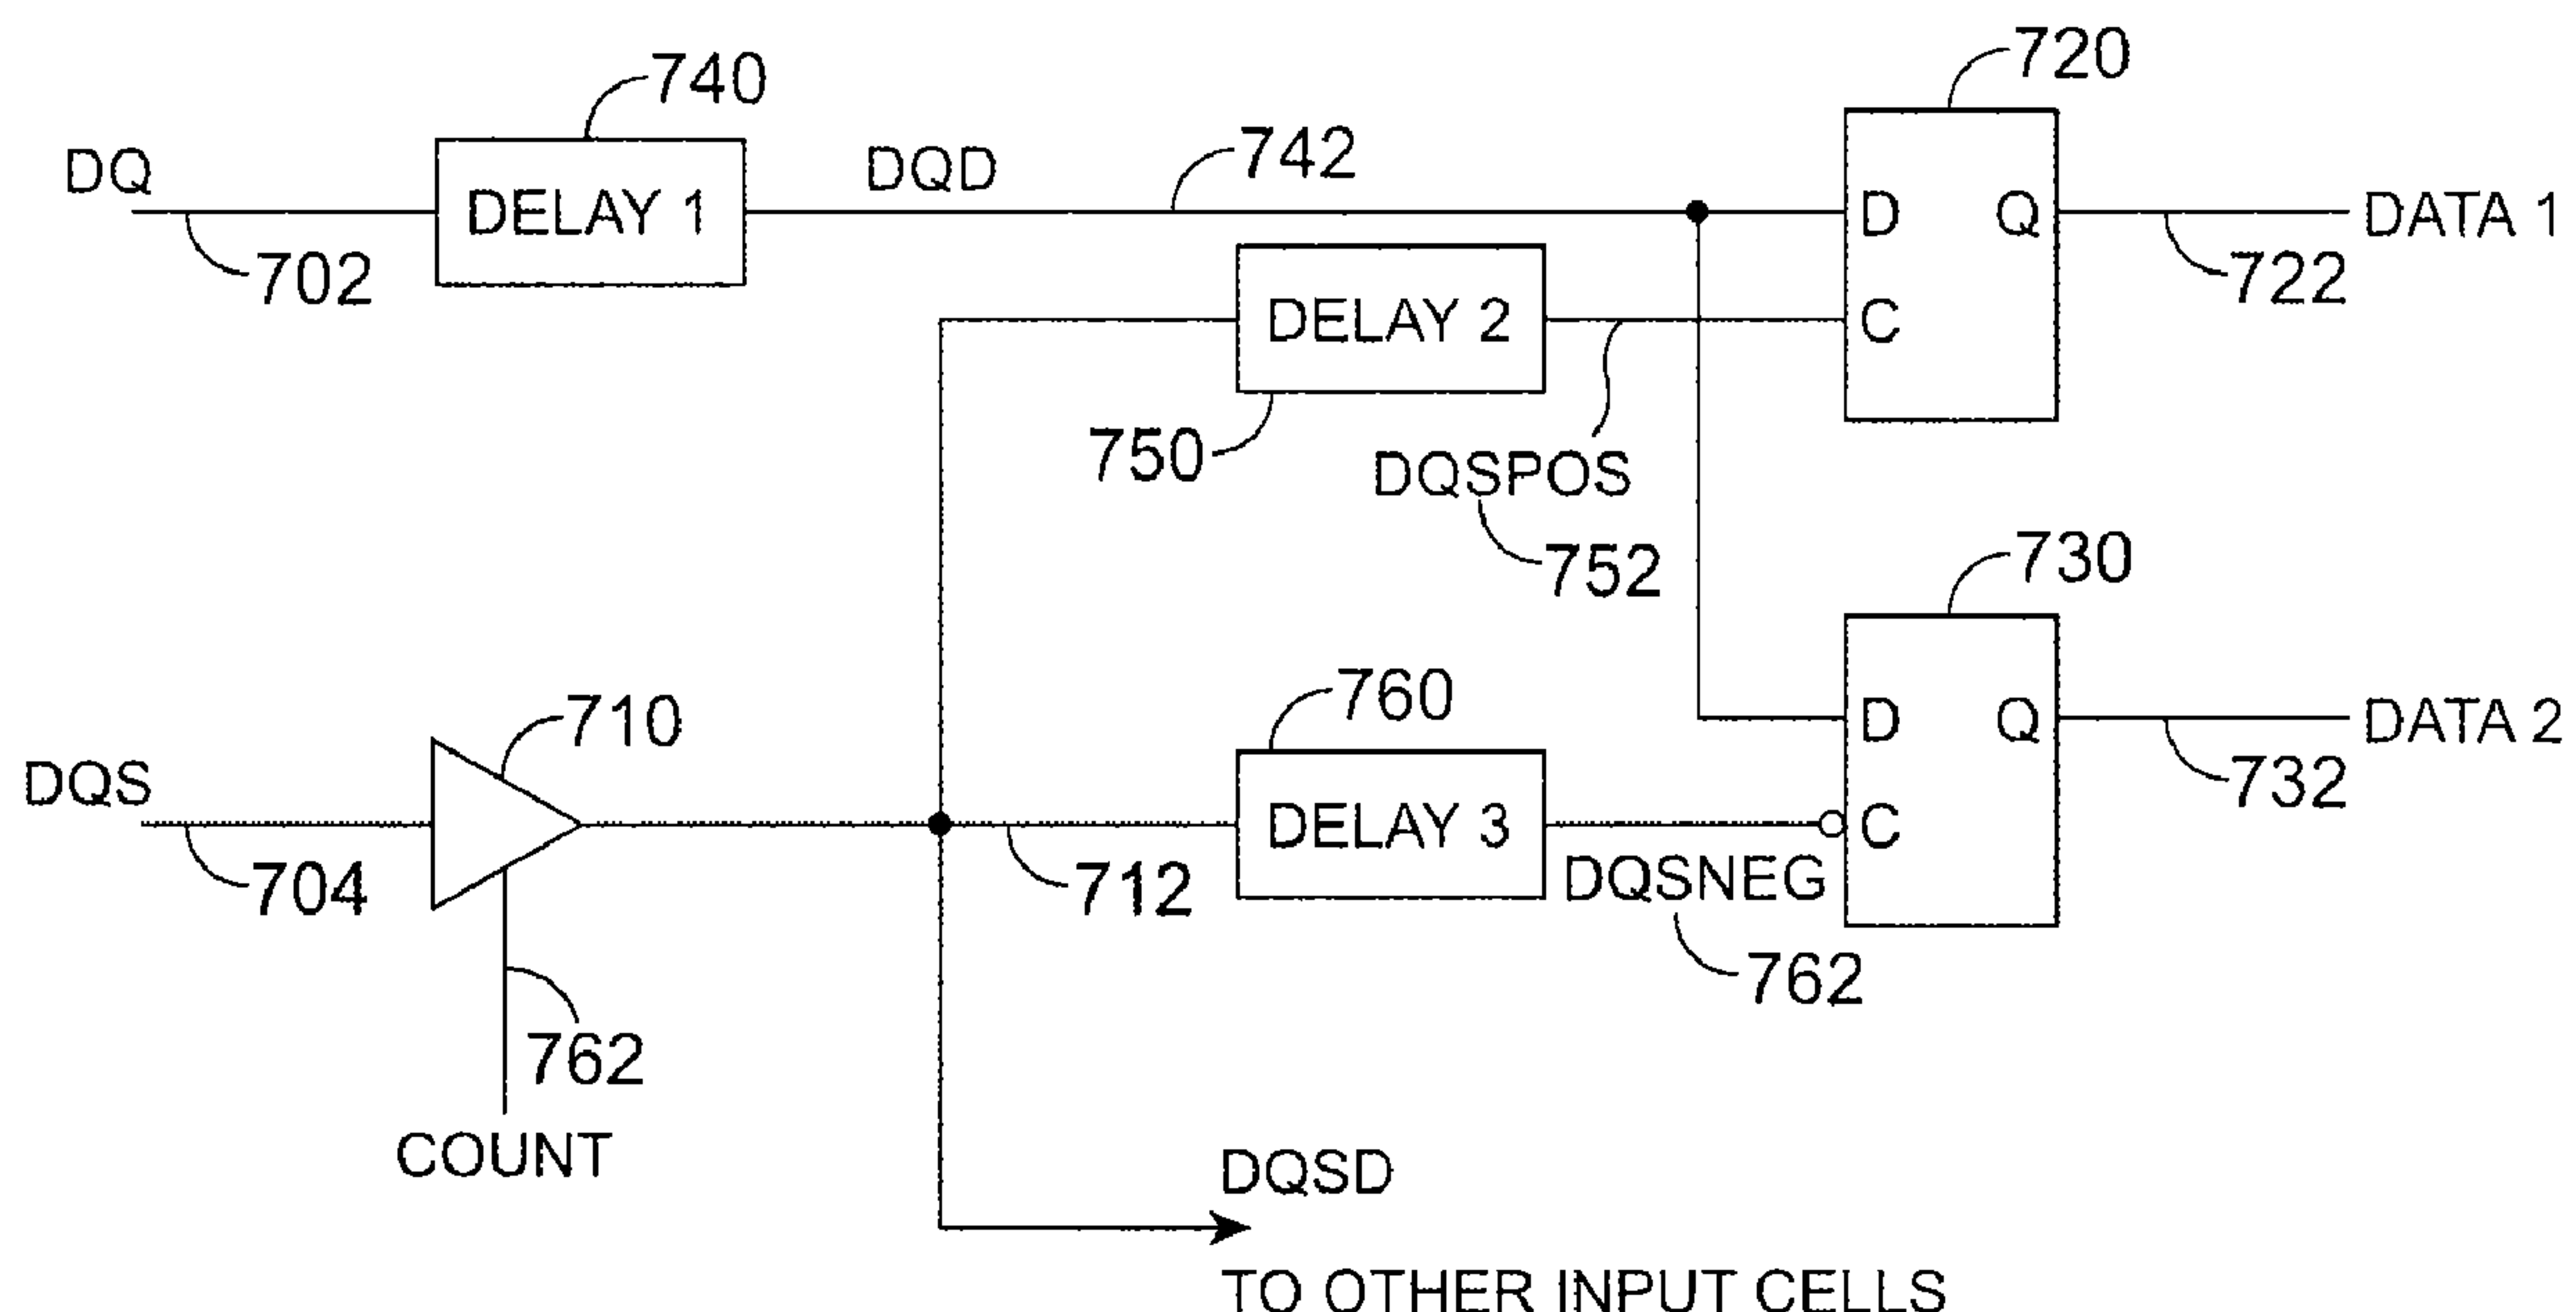 720
740
DQ
DELAY 1
DQD
742
D
Q
DATA 1
702
722
DELAY 2
C
750
DQSPOS
752
730
760
710
D
Q
DATA 2
DQS
732
704
712
DELAY 3
C
DQSNEG
762
762
COUNT
DQSD
TO OTHER INPUT CELLS